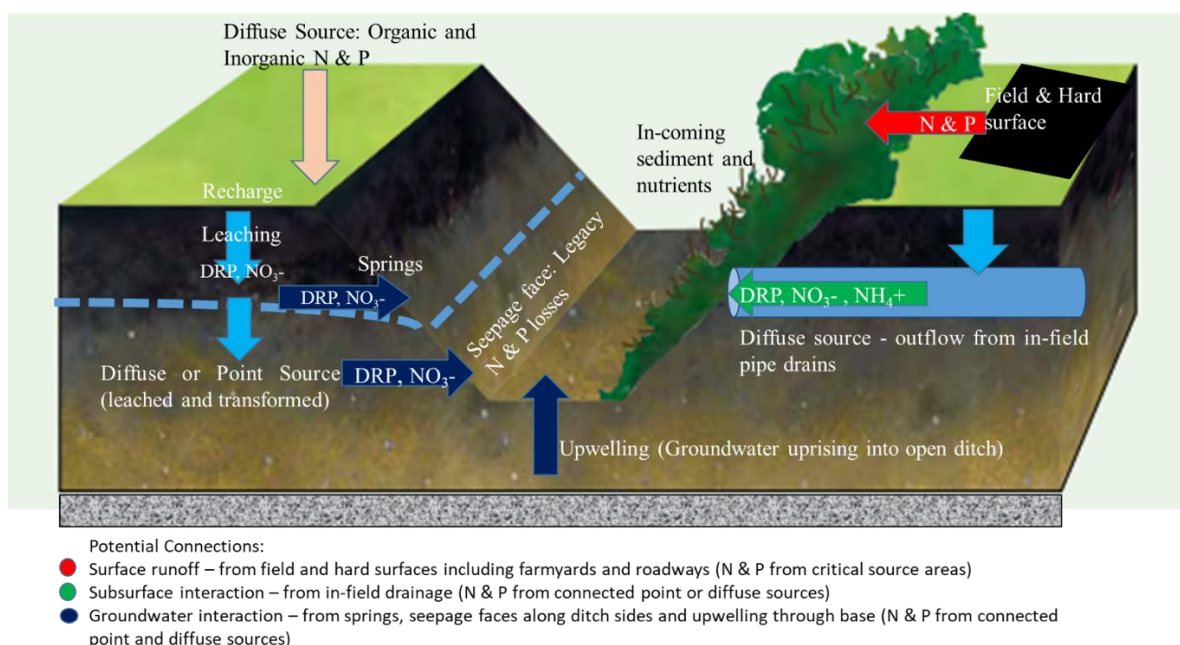 Diffuse Source: Organic and
Inorganic N & P
Field & Hard
surface
N & P
In-coming
sediment and
nutrients
Recharge
Leaching
DRP, NO₃-
Springs
DRP, NO₃-
Seepage face: Legacy
N & P losses
DRP, NO₃- , NH₄+
Diffuse source - outflow from in-field
pipe drains
Diffuse or Point Source
(leached and transformed)
DRP, NO₃-
Upwelling (Groundwater uprising into open ditch)
Potential Connections:
Surface runoff – from field and hard surfaces including farmyards and roadways (N & P from critical source areas)
Subsurface interaction – from in-field drainage (N & P from connected point or diffuse sources)
Groundwater interaction – from springs, seepage faces along ditch sides and upwelling through base (N & P from connected
point and diffuse sources)